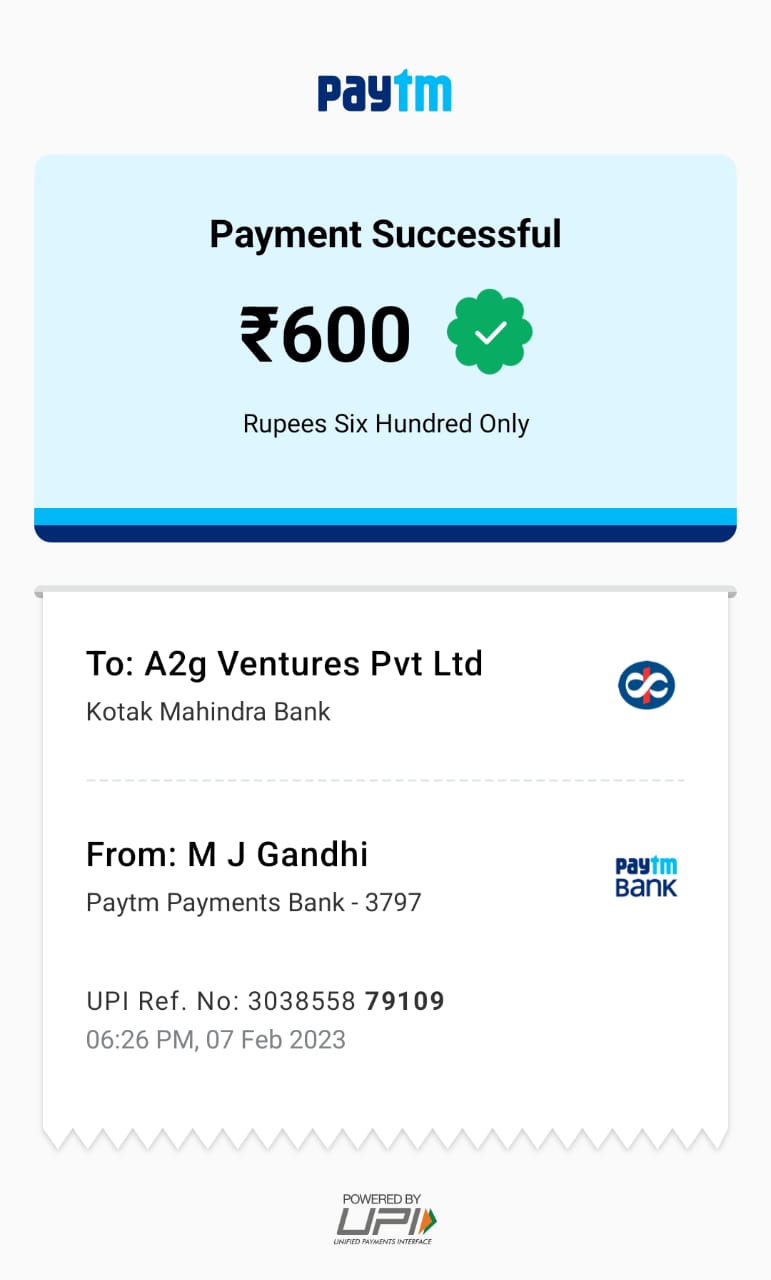 paytm
Payment Successful
₹600
Rupees Six Hundred Only
To: A2g Ventures Pvt Ltd
Kotak Mahindra Bank
From: M J Gandhi
Paytm Payments Bank - 3797
paytm
BANK
UPI Ref. No: 3038558 79109
06:26 PM, 07 Feb 2023
POWERED BY
UPI
UNIFIED PAYMENTS INTERFACE